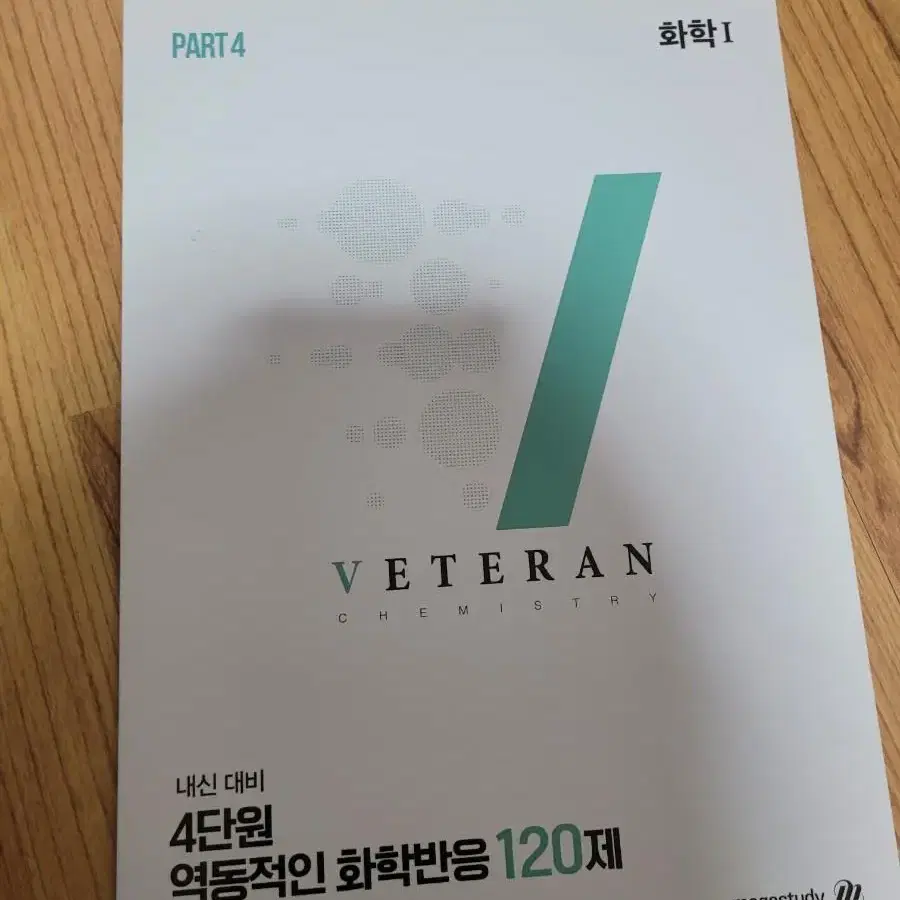 PART 4
화학 I
VETERAN
CHEMISTRY
내신 대비
4단원
역동적인 화학반응 120제
megastudy